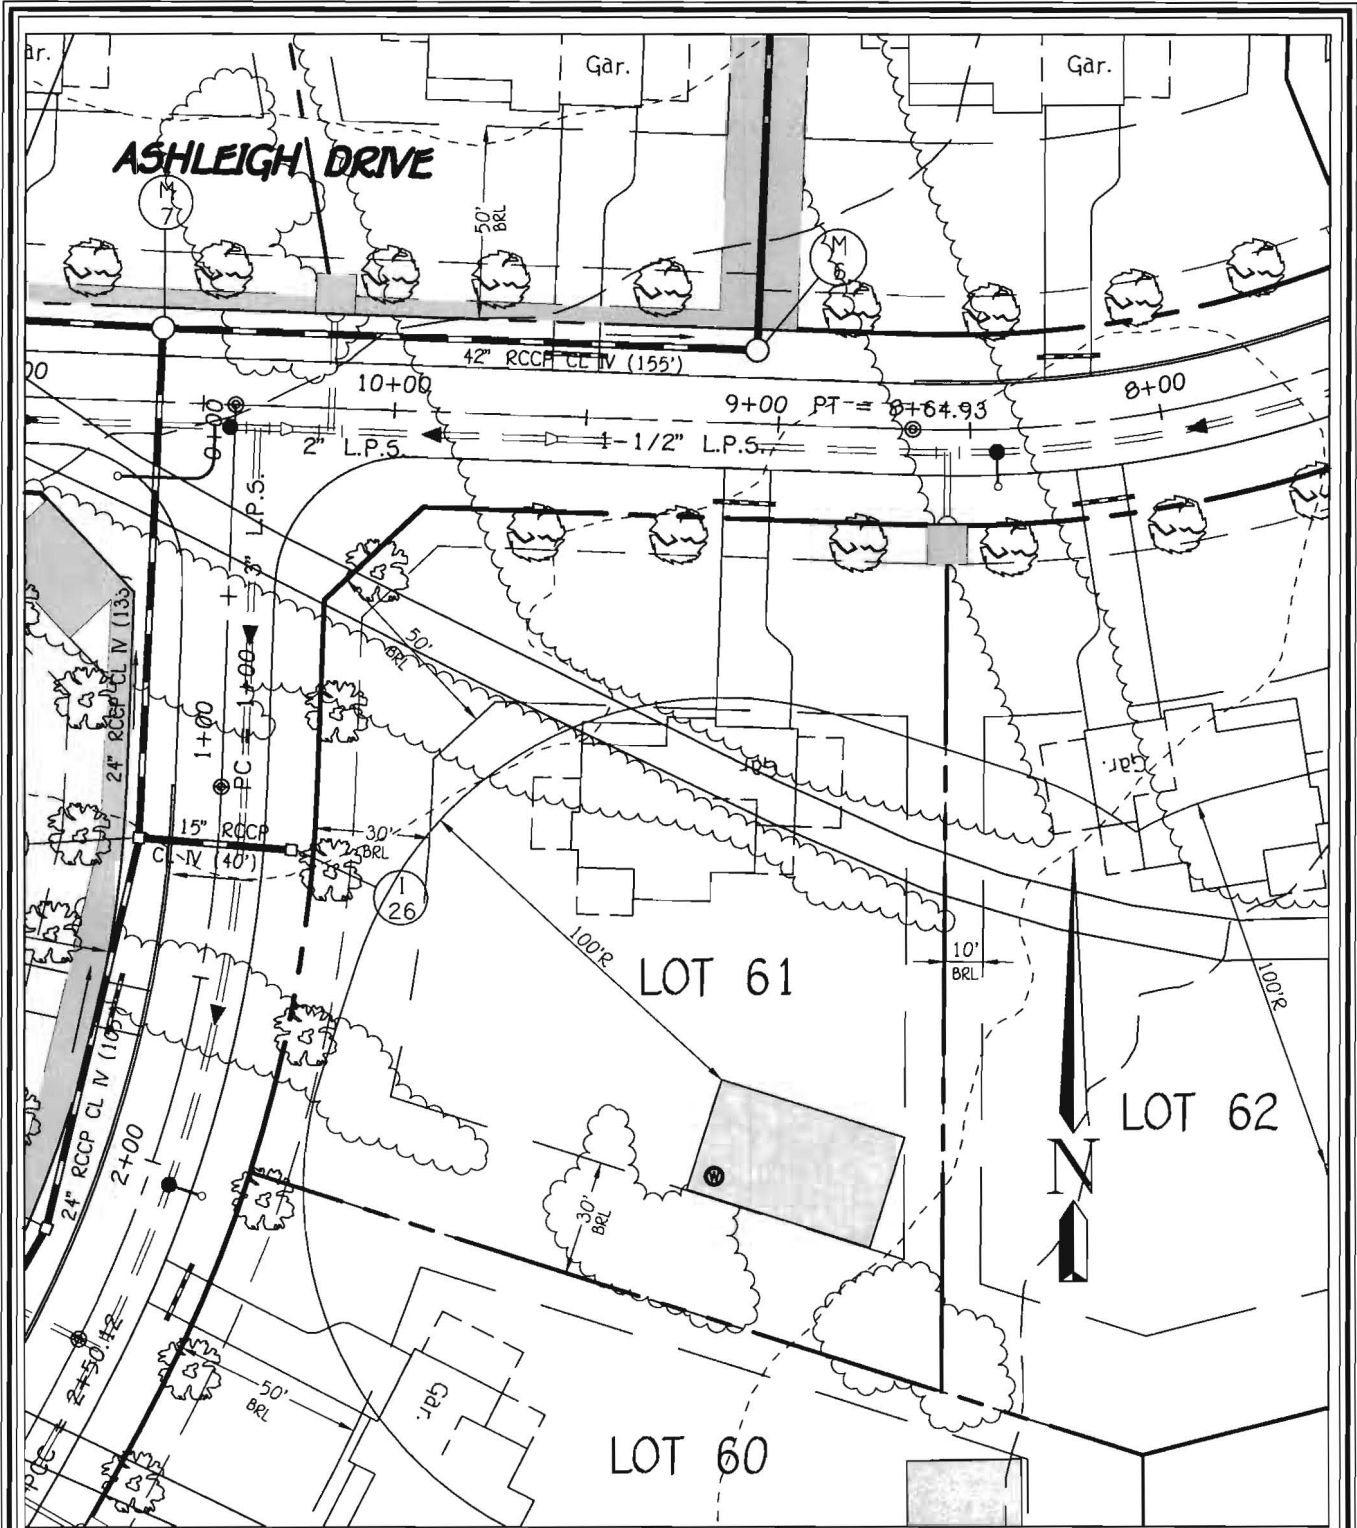 ar.
Gar.
Gar.
ASHLEIGH DRIVE
M
7
50'
BRL
M
6
42" RCCP CL IV (155')
00
10+00
9+00
PT = 8+64.93
8+00
0+00
2" L.P.S.
1-1/2" L.P.S.
3" L.P.S.
24" RCCP CL IV (133')
50'
BRL
1+00
PC = 1+00
Gar.
Gar.
15" RCCP
CL IV (40')
30'
BRL
I
26
100'R
LOT 61
10'
BRL
100'R
24" RCCP CL IV (105')
LOT 62
2+00
N
W
30'
BRL
PCC = 2+50.42
50'
BRL
Gar.
LOT 60